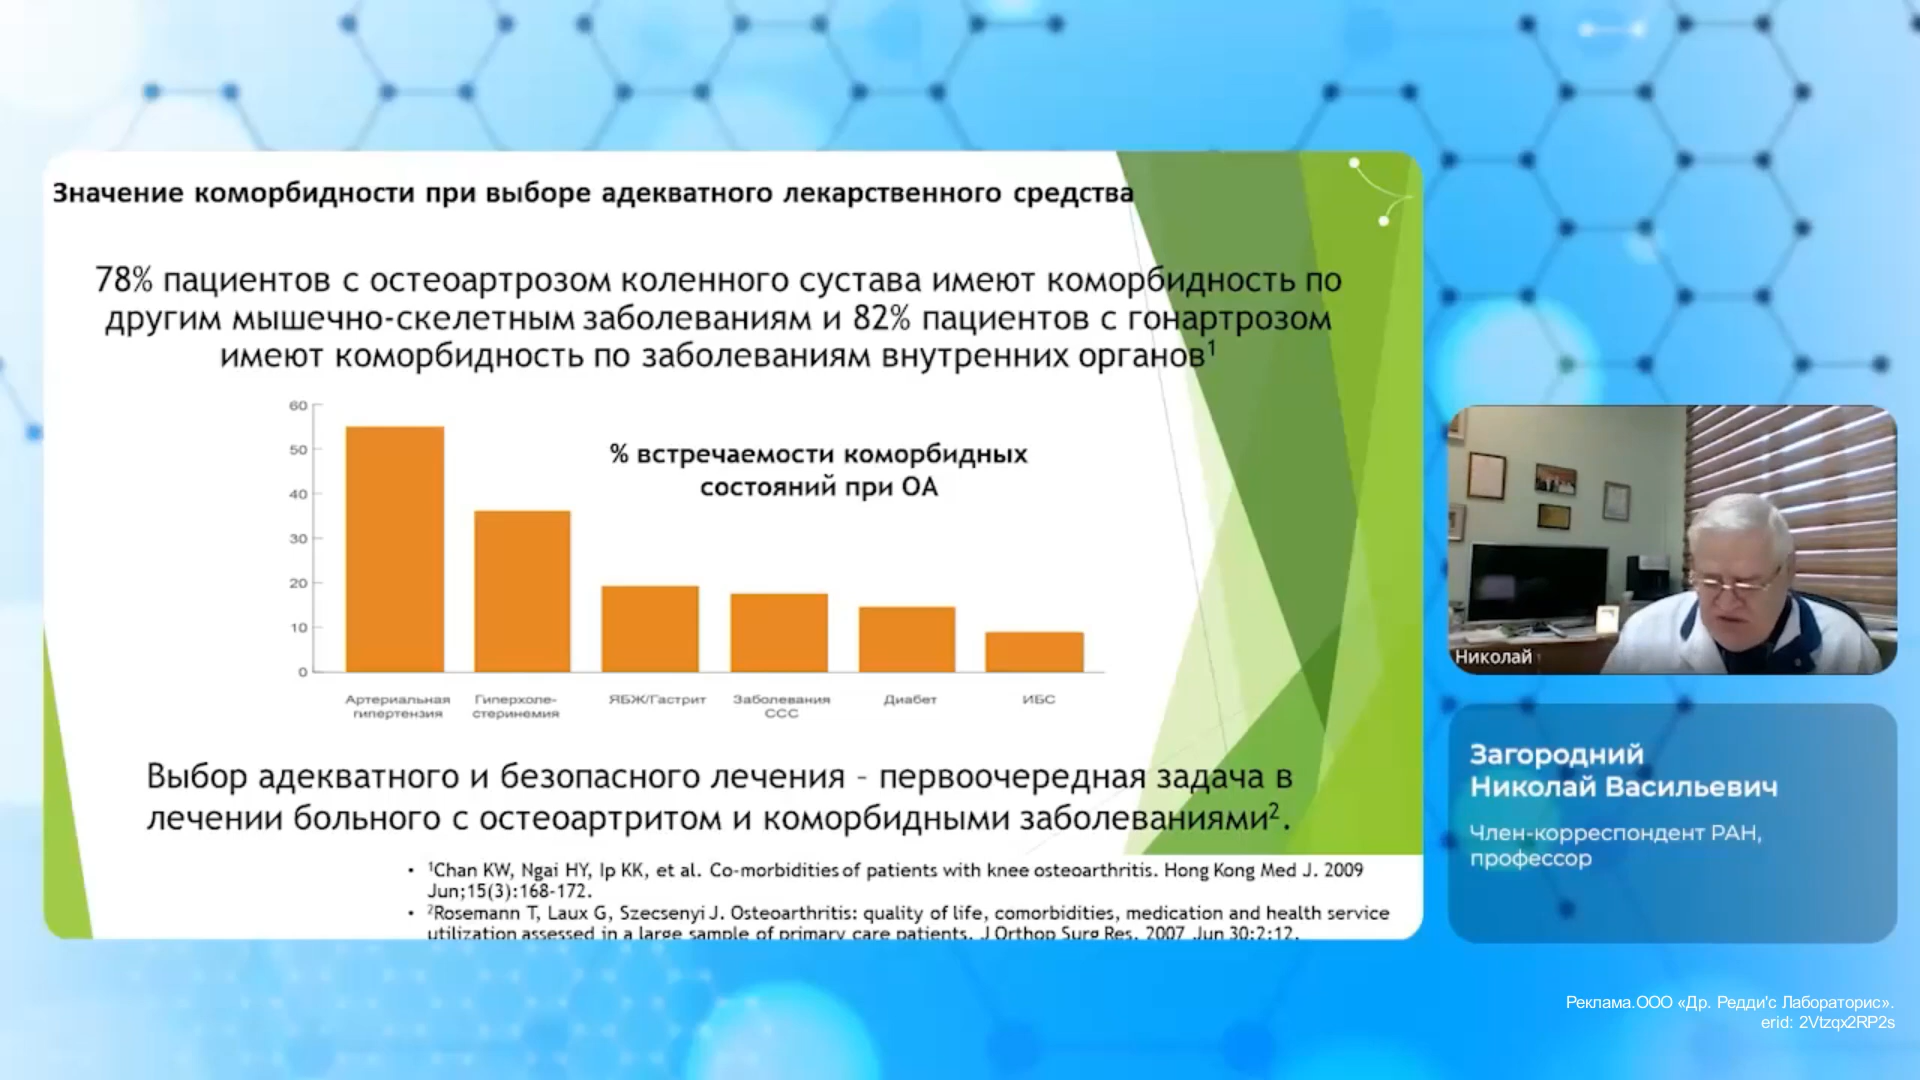 Значение коморбидности при выборе адекватного лекарственного средства
78% пациентов с остеоартрозом коленного сустава имеют коморбидность по
другим мышечно-скелетным заболеваниям и 82% пациентов с гонартрозом
имеют коморбидность по заболеваниям внутренних органов¹
% встречаемости коморбидных
состояний при ОА
60
50
40
30
20
10
0
Артериальная
гипертензия
Гиперхоле-
стеринемия
ЯБЖ/Гастрит
Заболевания
ССС
Диабет
ИБС
Выбор адекватного и безопасного лечения – первоочередная задача в
лечении больного с остеоартритом и коморбидными заболеваниями².
• ¹Chan KW, Ngai HY, Ip KK, et al. Co-morbidities of patients with knee osteoarthritis. Hong Kong Med J. 2009
Jun;15(3):168-172.
• ²Rosemann T, Laux G, Szecsenyi J. Osteoarthritis: quality of life, comorbidities, medication and health service
utilization assessed in a large sample of primary care patients. J Orthop Surg Res. 2007 Jun 30;2:12.
Николай
Загородний
Николай Васильевич
Член-корреспондент РАН,
профессор
Реклама.ООО «Др. Редди'с Лабораторис».
erid: 2Vtzqx2RP2s